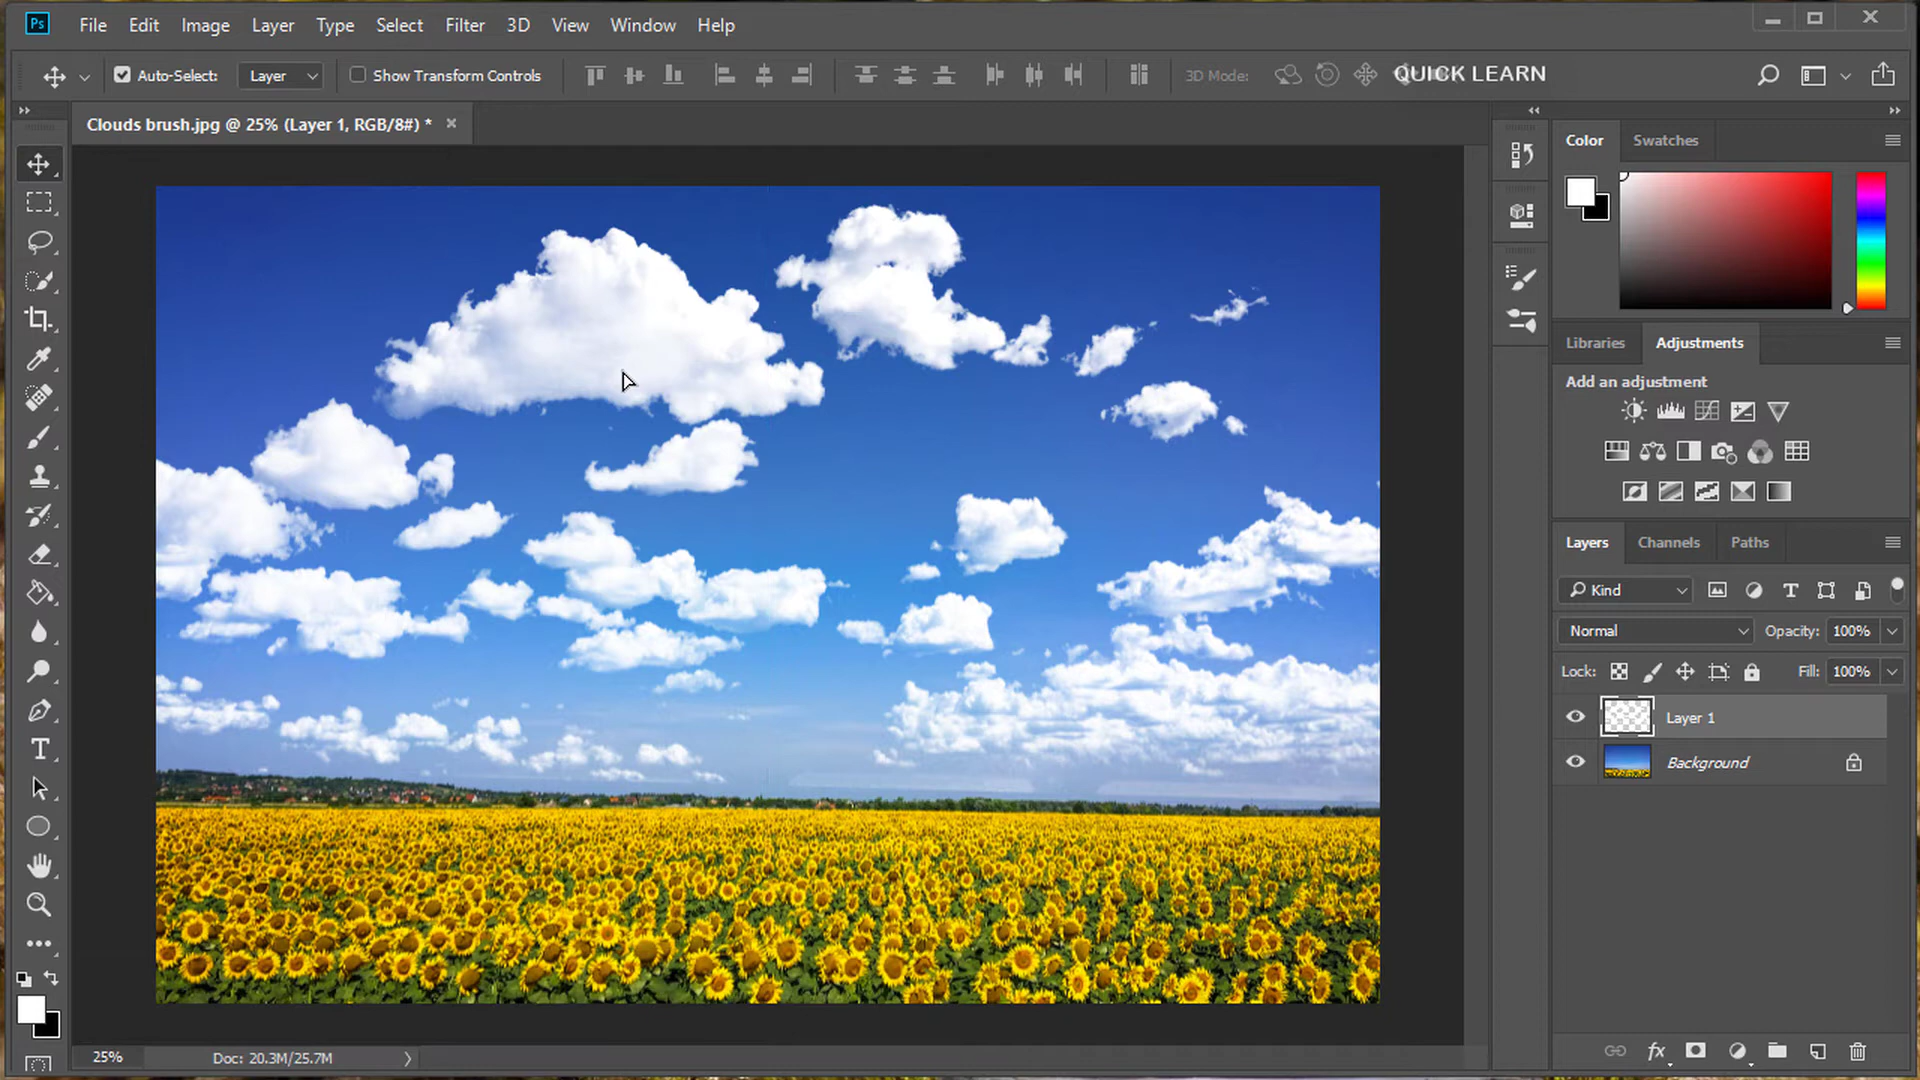 Ps File Edit Image Layer Type Select Filter 3D View Window Help
Auto-Select: Layer Show Transform Controls 3D Mode: QUICK LEARN
Clouds brush.jpg @ 25% (Layer 1, RGB/8#) *
Color Swatches
Libraries Adjustments
Add an adjustment
Layers Channels Paths
Kind
Normal Opacity: 100%
Lock: Fill: 100%
Layer 1
Background
25% Doc: 20.3M/25.7M